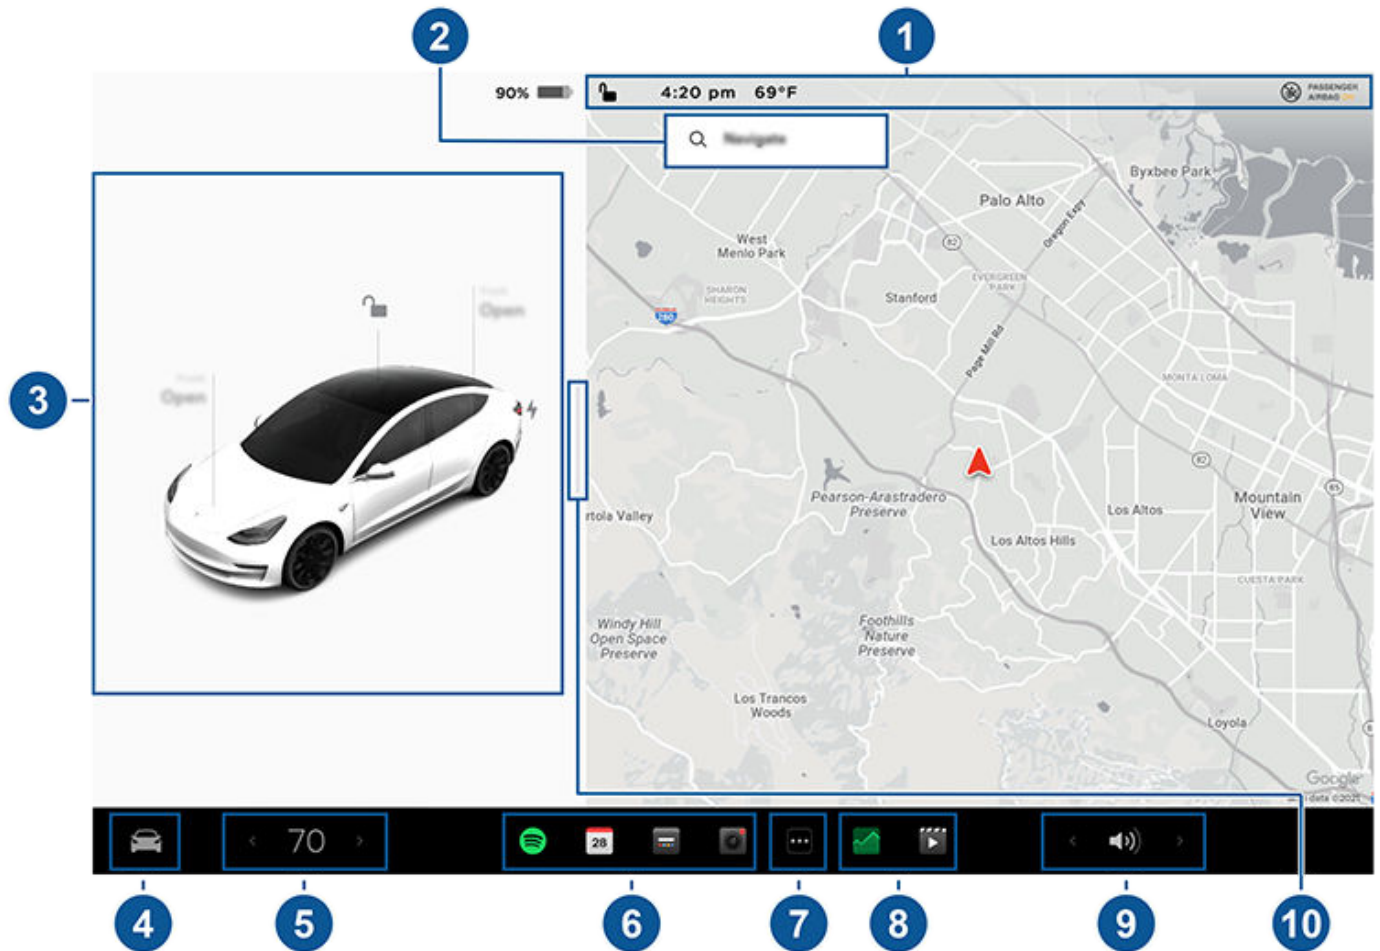 2
1
90%
4:20 pm 69°F
PASSENGER
AIRBAG
Navigate
Byxbee Park
Palo Alto
Oregon Expy
82
West
Menlo Park
EVERGREEN
PARK
SHARON
HEIGHTS
Stanford
280
Open
Open
Page Mill Rd
MONTA LOMA
3
82
85
Pearson-Arastradero
Preserve
Mountain
View
Los Altos
rtola Valley
Los Altos Hills
CUESTA PARK
Windy Hill
Open Space
Preserve
Foothills
Nature
Preserve
Los Trancos
Woods
Loyola
Google
data ©2021
70
28
4
5
6
7
8
9
10